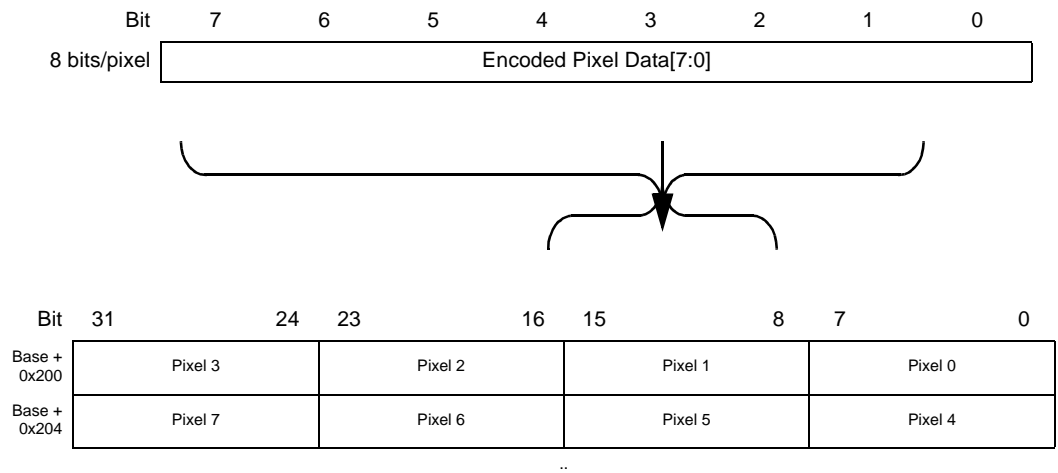 Bit 7 6 5 4 3 2 1 0
8 bits/pixel Encoded Pixel Data[7:0]
Bit 31 24 23 16 15 8 7 0
Base + 0x200 Pixel 3 Pixel 2 Pixel 1 Pixel 0
Base + 0x204 Pixel 7 Pixel 6 Pixel 5 Pixel 4